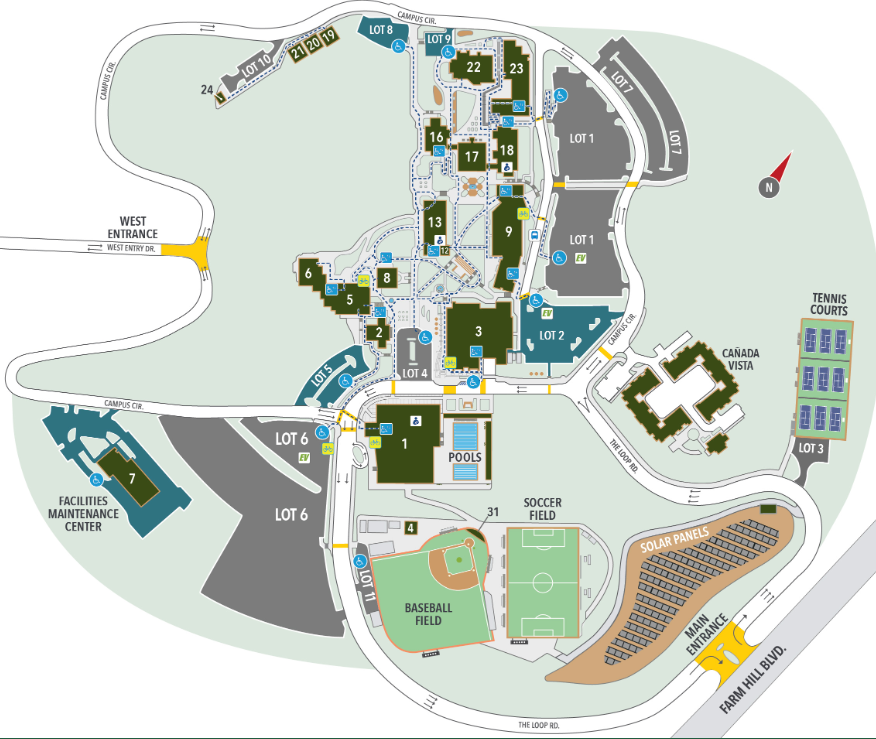 CAMPUS CIR.
LOT 8
LOT 9
21 20 19
LOT 10
24
22
23
LOT 7
CAMPUS CIR.
LOT 1
LOT 7
16
17
18
N
WEST
ENTRANCE
WEST ENTRY DR.
13
12
9
LOT 1
EV
6
5
8
2
3
EV
LOT 2
CAMPUS CIR.
TENNIS
COURTS
CAÑADA
VISTA
LOT 5
LOT 4
CAMPUS CIR.
LOT 6
EV
1
POOLS
THE LOOP RD.
LOT 3
7
FACILITIES
MAINTENANCE
CENTER
LOT 6
31
SOCCER
FIELD
4
SOLAR PANELS
LOT 11
BASEBALL
FIELD
MAIN
ENTRANCE
FARM HILL BLVD.
THE LOOP RD.